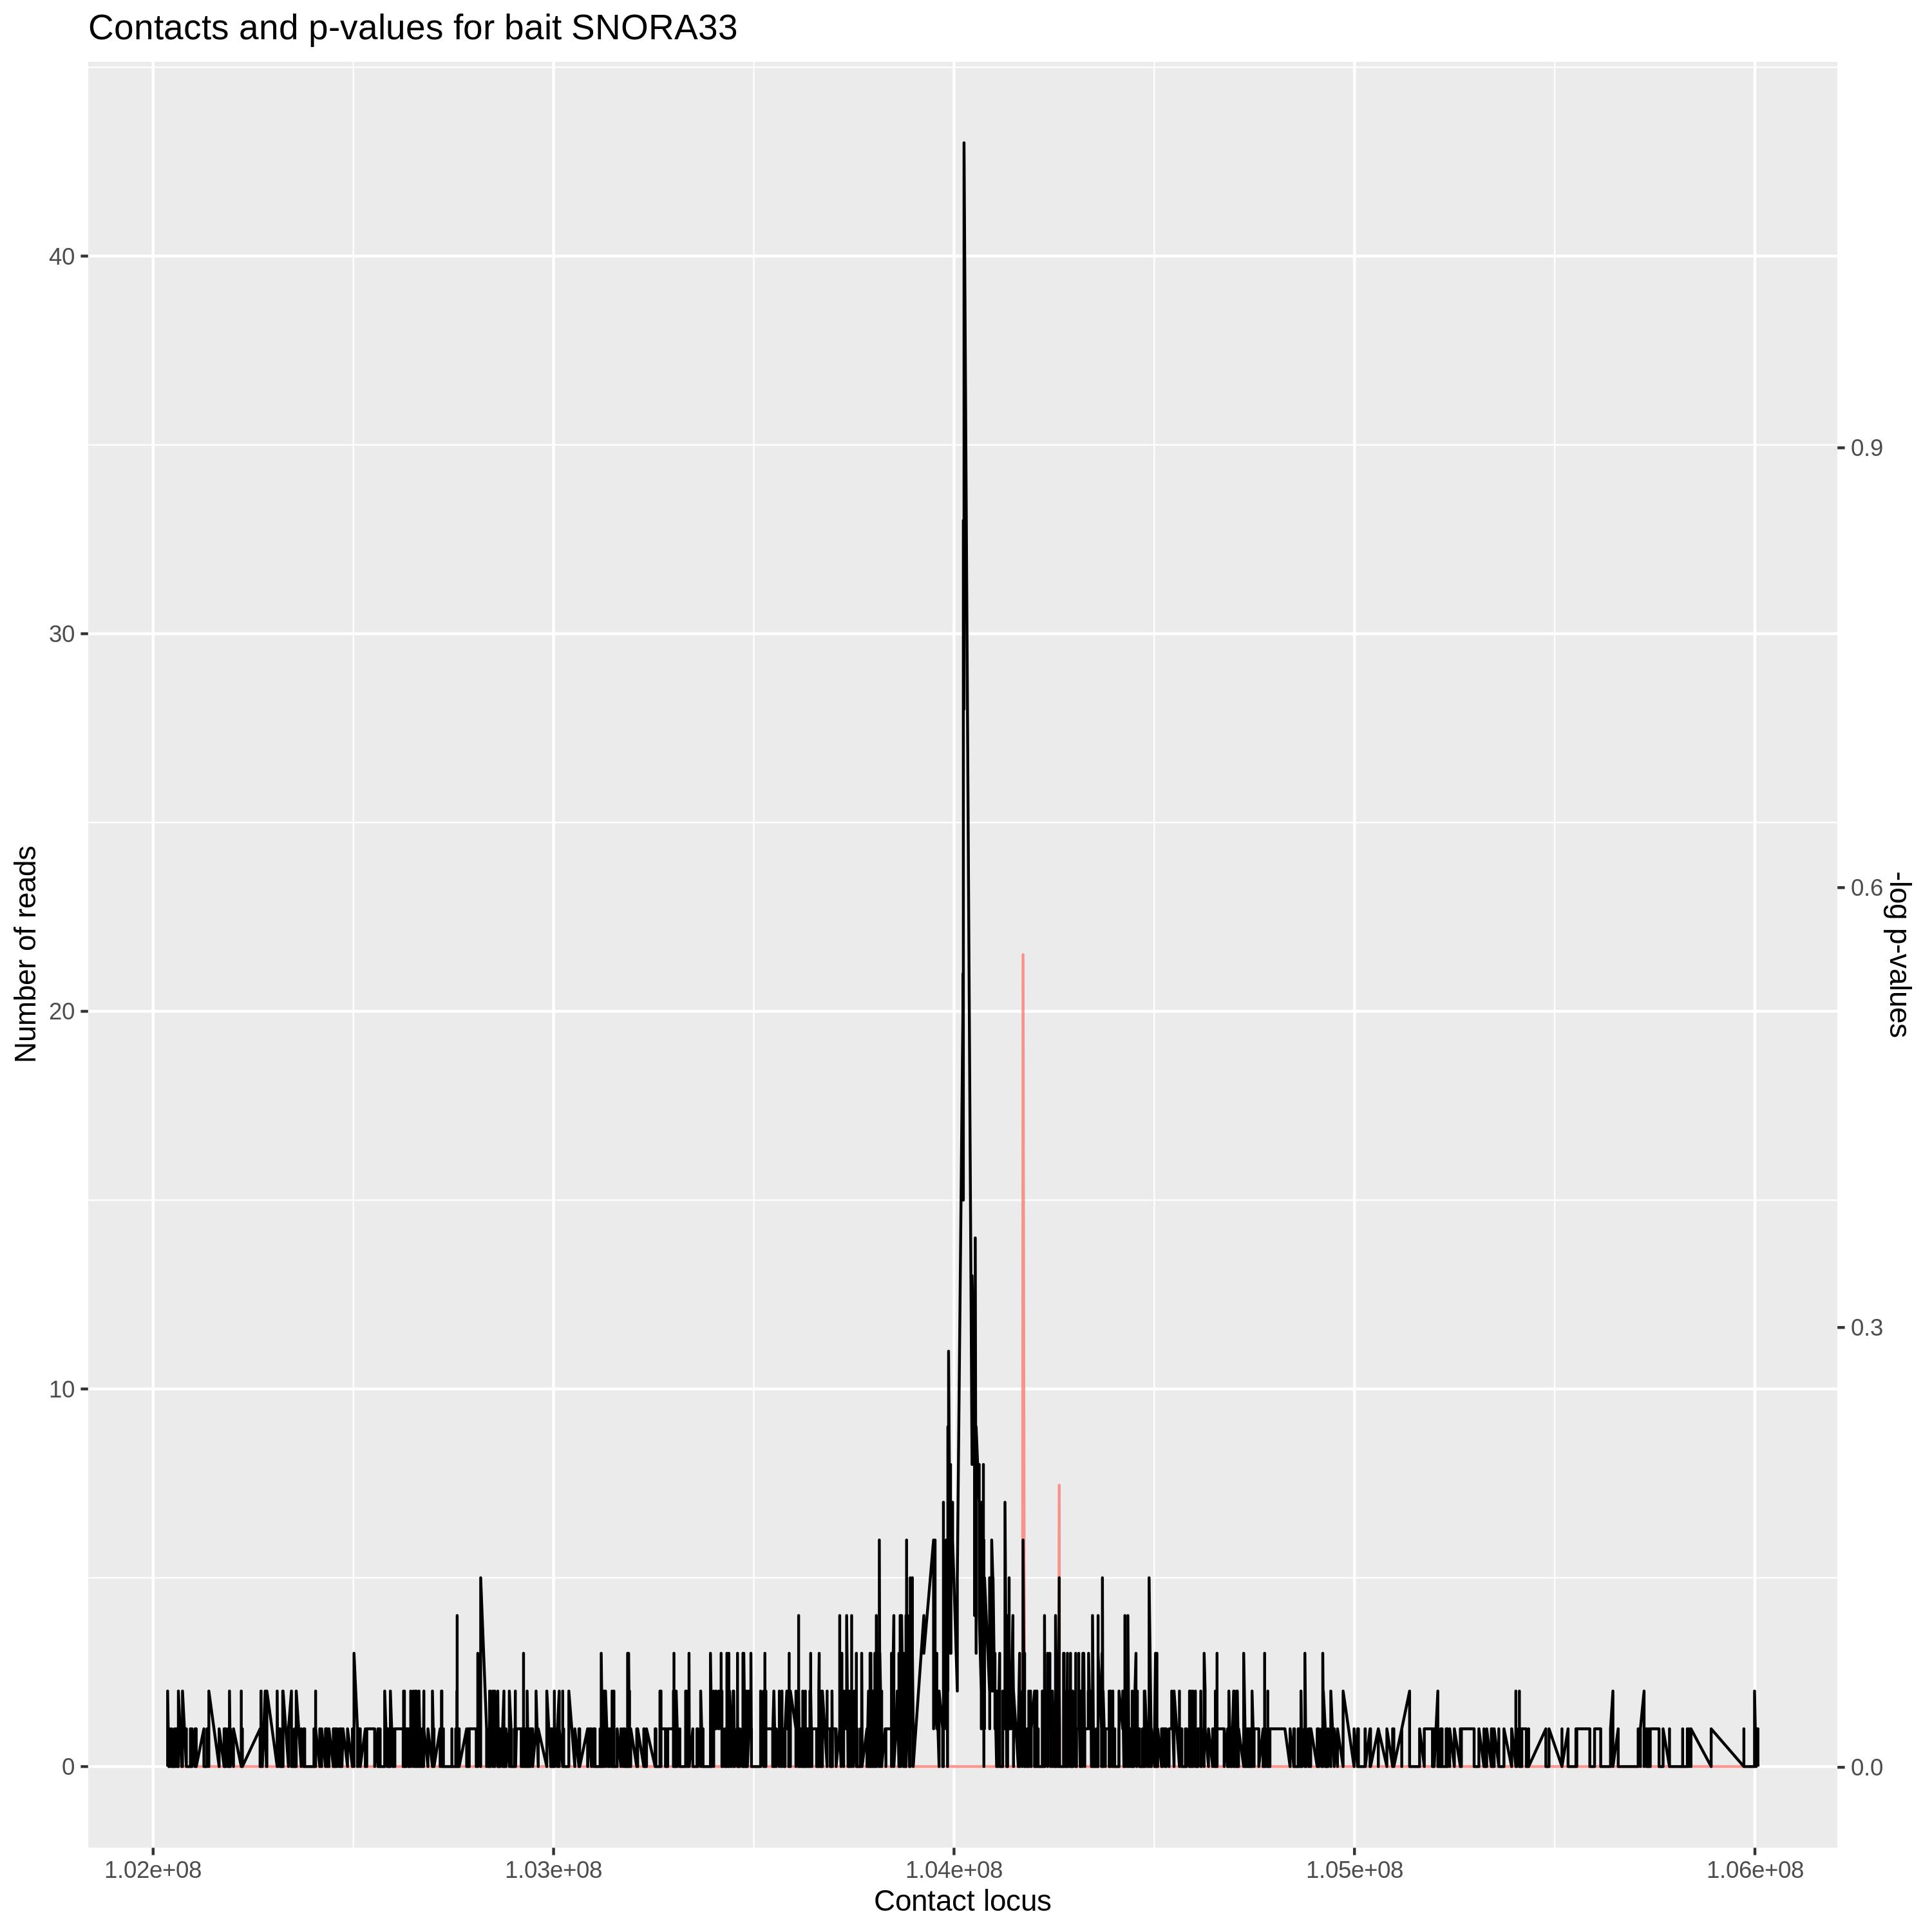 Contacts and p-values for bait SNORA33
40
30
20
10
0
Number of reads
0.9
0.6
0.3
0.0
-log p-values
1.02e+08
1.03e+08
1.04e+08
1.05e+08
1.06e+08
Contact locus